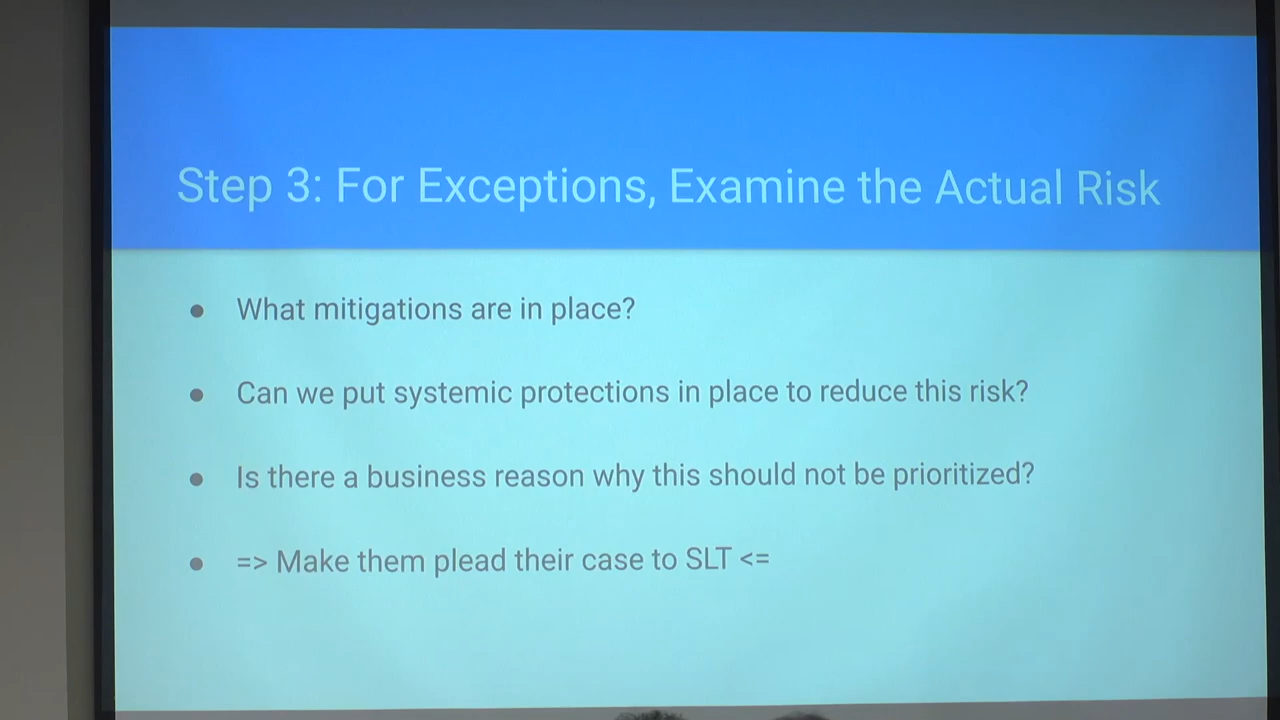 Step 3: For Exceptions, Examine the Actual Risk
● What mitigations are in place?
● Can we put systemic protections in place to reduce this risk?
● Is there a business reason why this should not be prioritized?
● => Make them plead their case to SLT <=